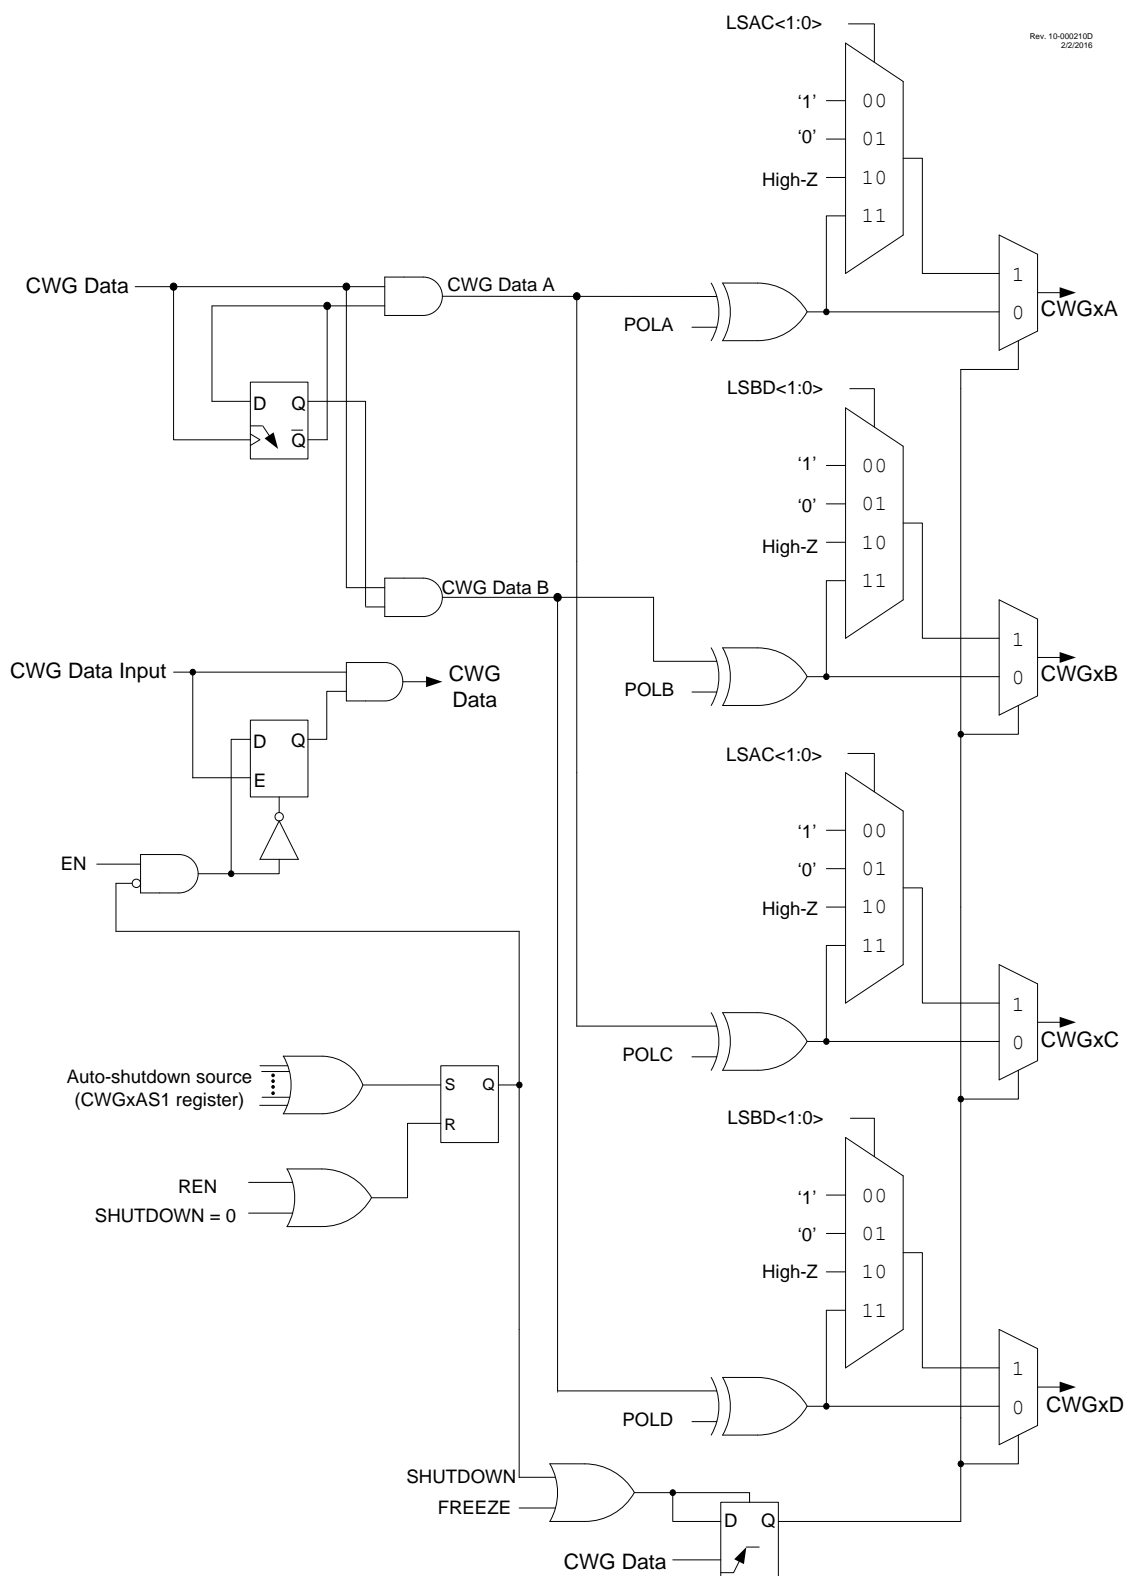 LSAC<1:0>
Rev. 10-000210D
2/2/2016
‘1’
00
‘0’
01
High-Z
10
11
CWG Data
CWG Data A
1
0
CWGxA
POLA
LSBD<1:0>
D
Q
Q
‘1’
00
‘0’
01
High-Z
10
11
CWG Data B
1
0
CWGxB
POLB
CWG Data Input
CWG
Data
D
Q
E
LSAC<1:0>
‘1’
00
‘0’
01
High-Z
10
11
EN
1
0
CWGxC
POLC
Auto-shutdown source
(CWGxAS1 register)
S
Q
R
LSBD<1:0>
REN
SHUTDOWN = 0
‘1’
00
‘0’
01
High-Z
10
11
1
0
CWGxD
POLD
SHUTDOWN
FREEZE
D
Q
CWG Data